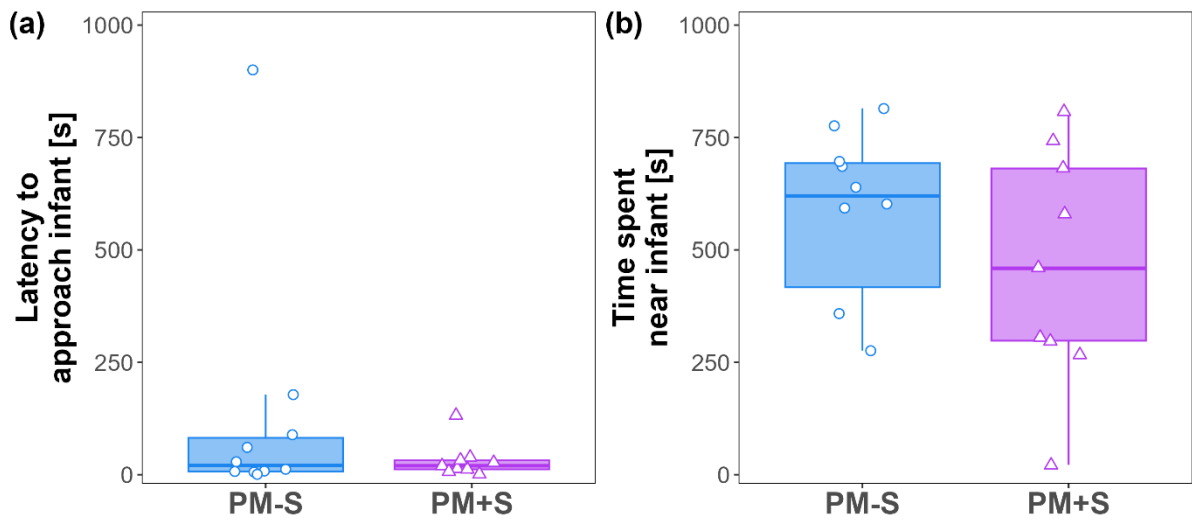 (a)
Latency to
approach infant [s]
1000
750
500
250
0
PM-S
PM+S
(b)
Time spent
near infant [s]
1000
750
500
250
0
PM-S
PM+S